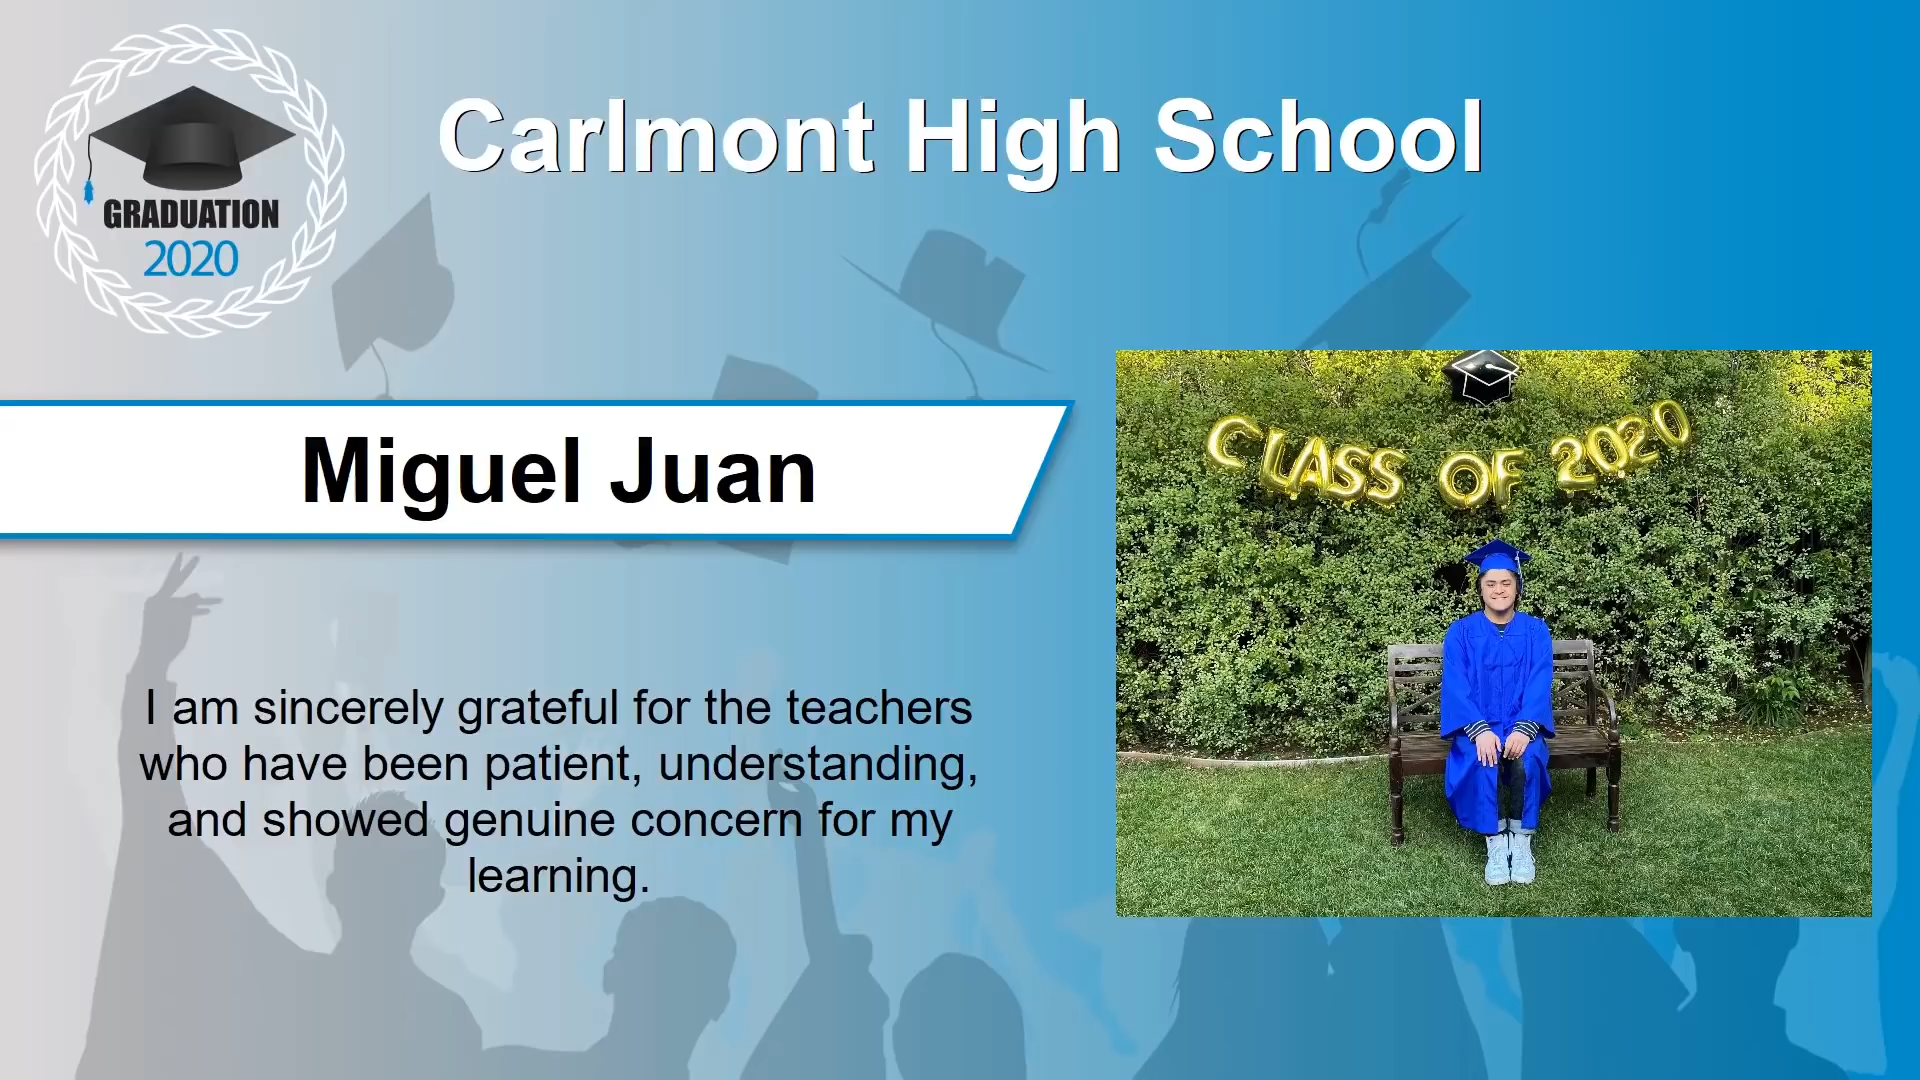 Carlmont High School
GRADUATION
2020
Miguel Juan
CLASS OF 2020
I am sincerely grateful for the teachers
who have been patient, understanding,
and showed genuine concern for my
learning.